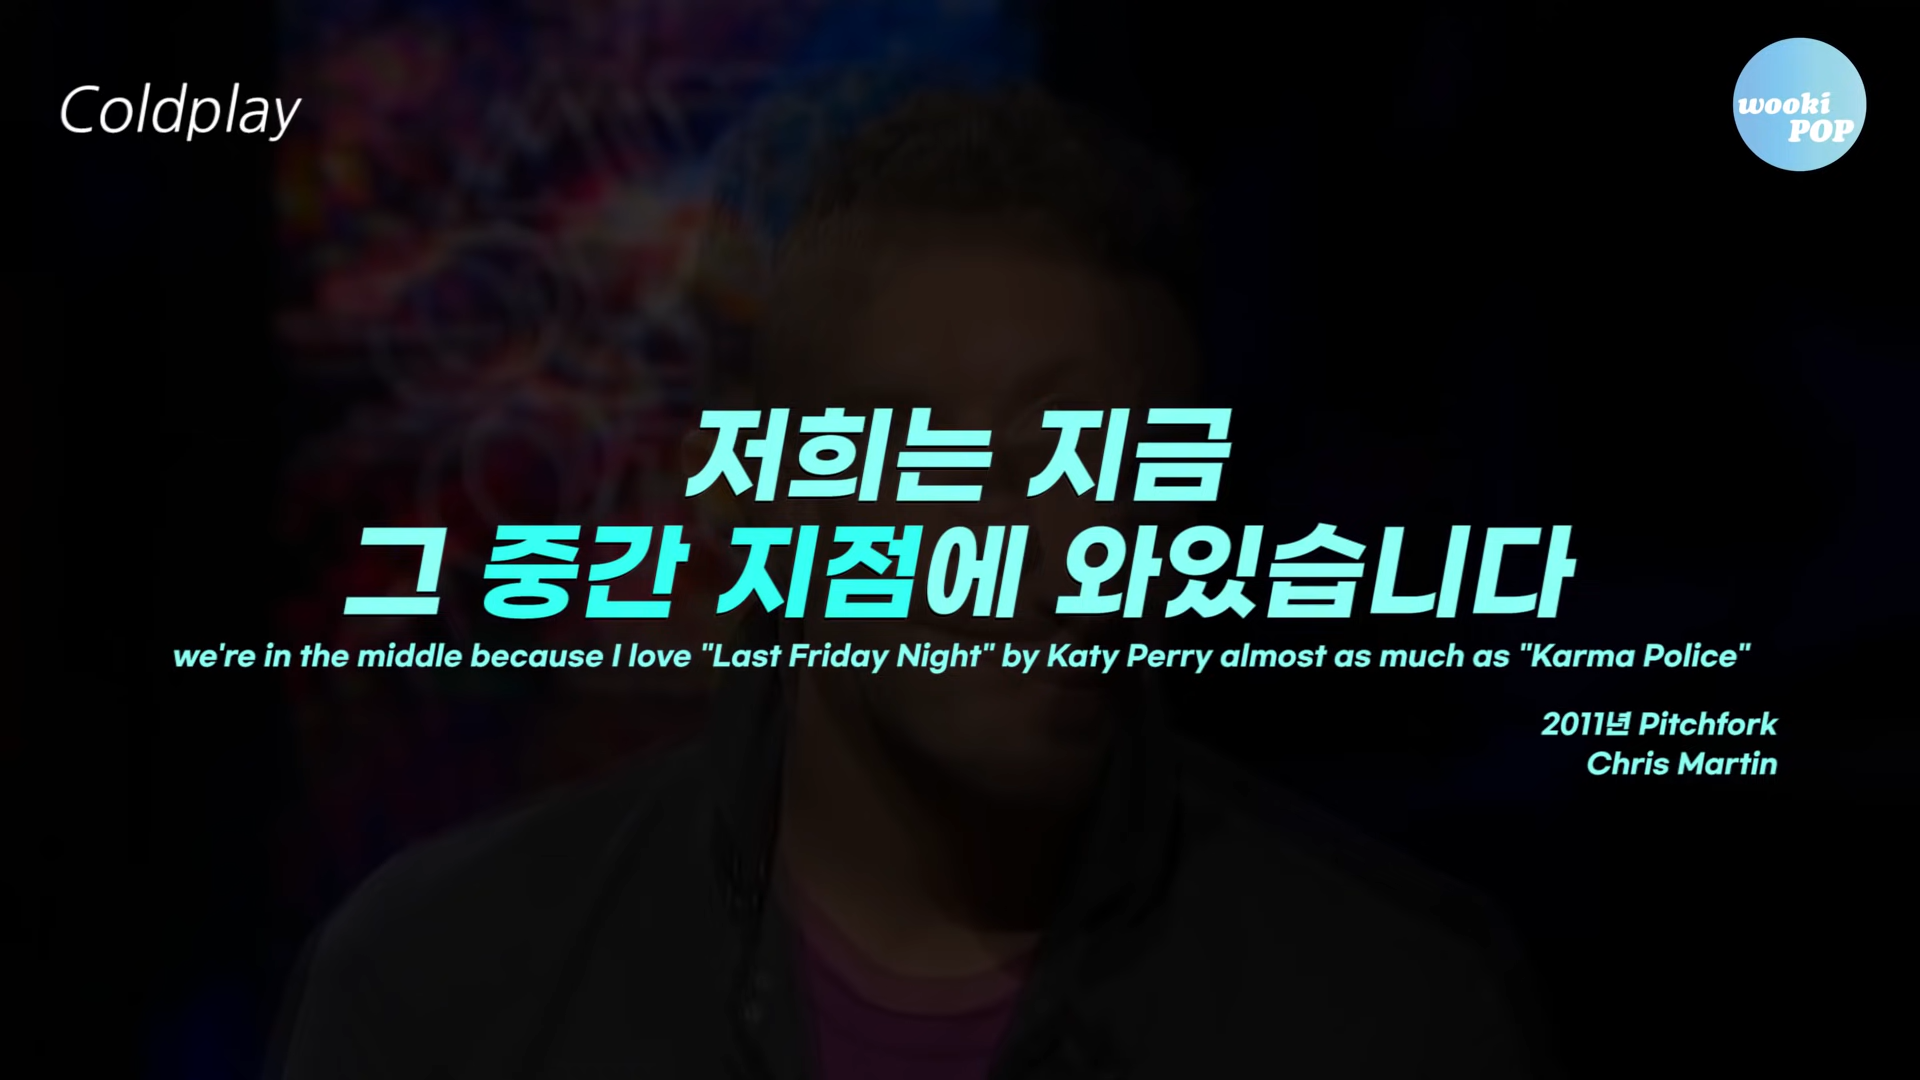 Coldplay
wooki
POP
저희는 지금
그 중간 지점에 와있습니다
we're in the middle because I love "Last Friday Night" by Katy Perry almost as much as "Karma Police"
2011년 Pitchfork
Chris Martin